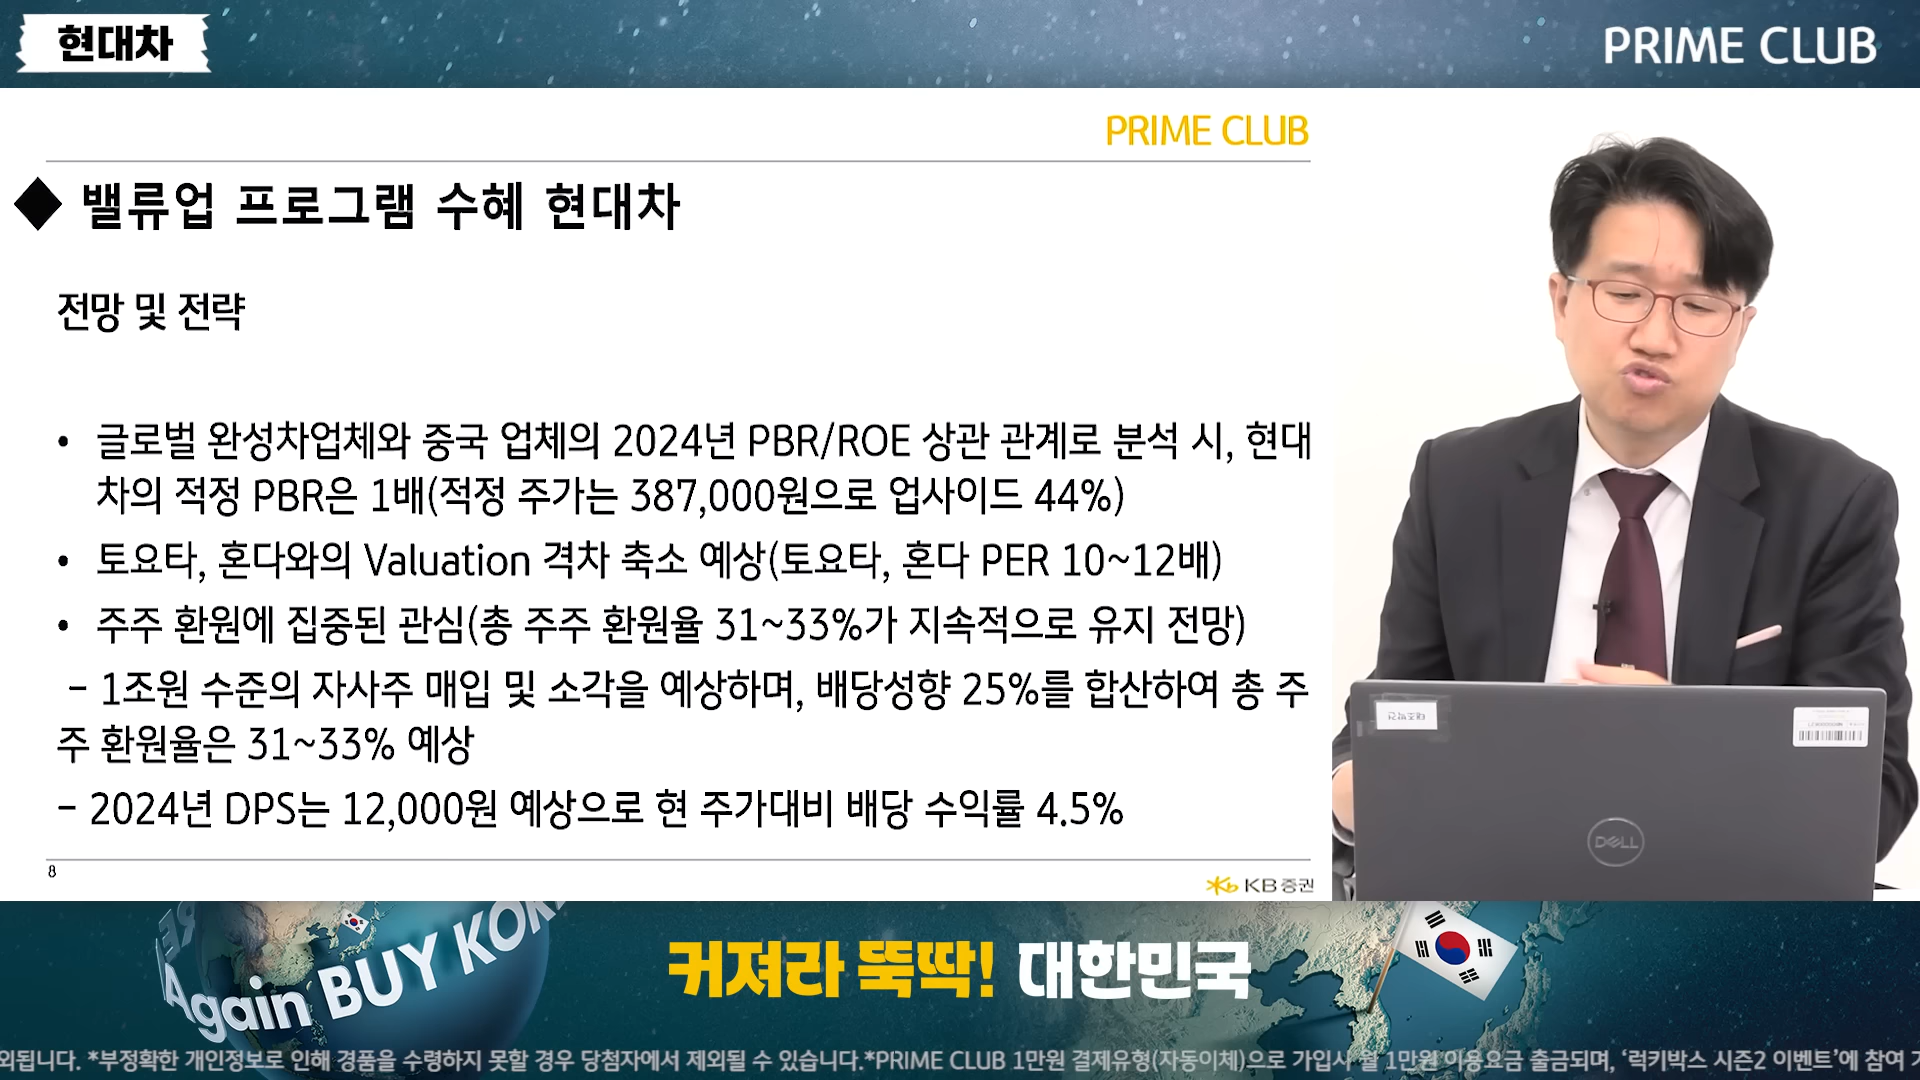 현대차
PRIME CLUB
PRIME CLUB
◆ 밸류업 프로그램 수혜 현대차
전망 및 전략
• 글로벌 완성차업체와 중국 업체의 2024년 PBR/ROE 상관 관계로 분석 시, 현대
차의 적정 PBR은 1배(적정 주가는 387,000원으로 업사이드 44%)
• 토요타, 혼다와의 Valuation 격차 축소 예상(토요타, 혼다 PER 10~12배)
• 주주 환원에 집중된 관심(총 주주 환원율 31~33%가 지속적으로 유지 전망)
– 1조원 수준의 자사주 매입 및 소각을 예상하며, 배당성향 25%를 합산하여 총 주
주 환원율은 31~33% 예상
– 2024년 DPS는 12,000원 예상으로 현 주가대비 배당 수익률 4.5%
8
KB 증권
DELL
Again BUY KOR
커져라 뚝딱! 대한민국
외됩니다. *부정확한 개인정보로 인해 경품을 수령하지 못할 경우 당첨자에서 제외될 수 있습니다.*PRIME CLUB 1만원 결제유형(자동이체)으로 가입시 월 1만원 이용요금 출금되며, ‘럭키박스 시즌2 이벤트’에 참여